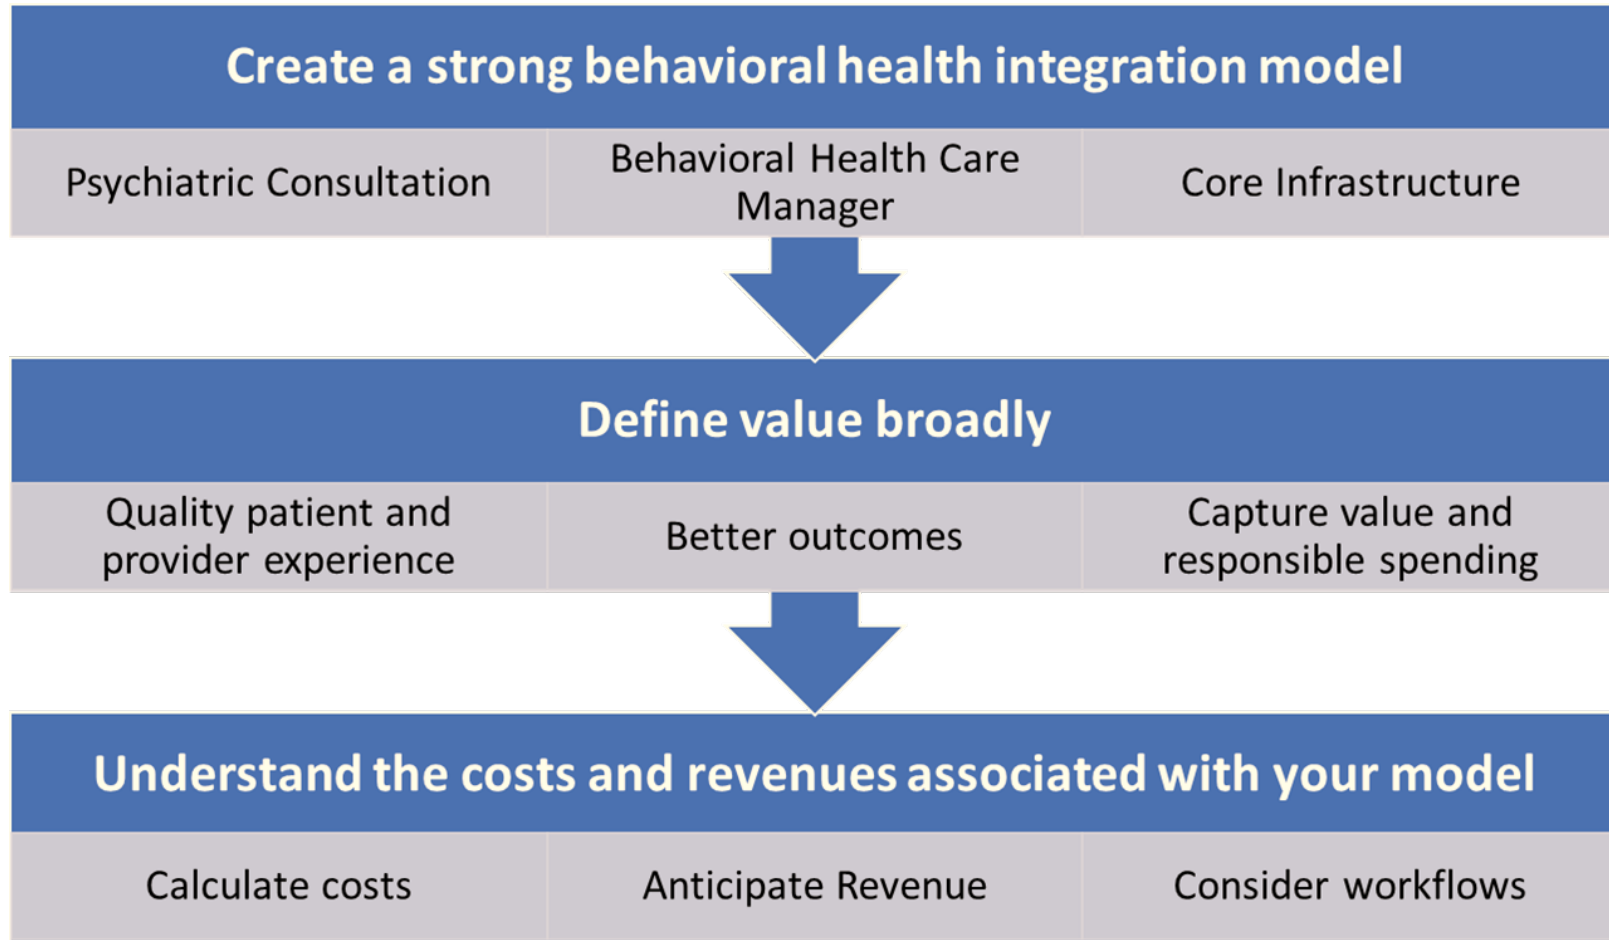 Create a strong behavioral health integration model
Psychiatric Consultation
Behavioral Health Care
Manager
Core Infrastructure
Define value broadly
Quality patient and
provider experience
Better outcomes
Capture value and
responsible spending
Understand the costs and revenues associated with your model
Calculate costs
Anticipate Revenue
Consider workflows